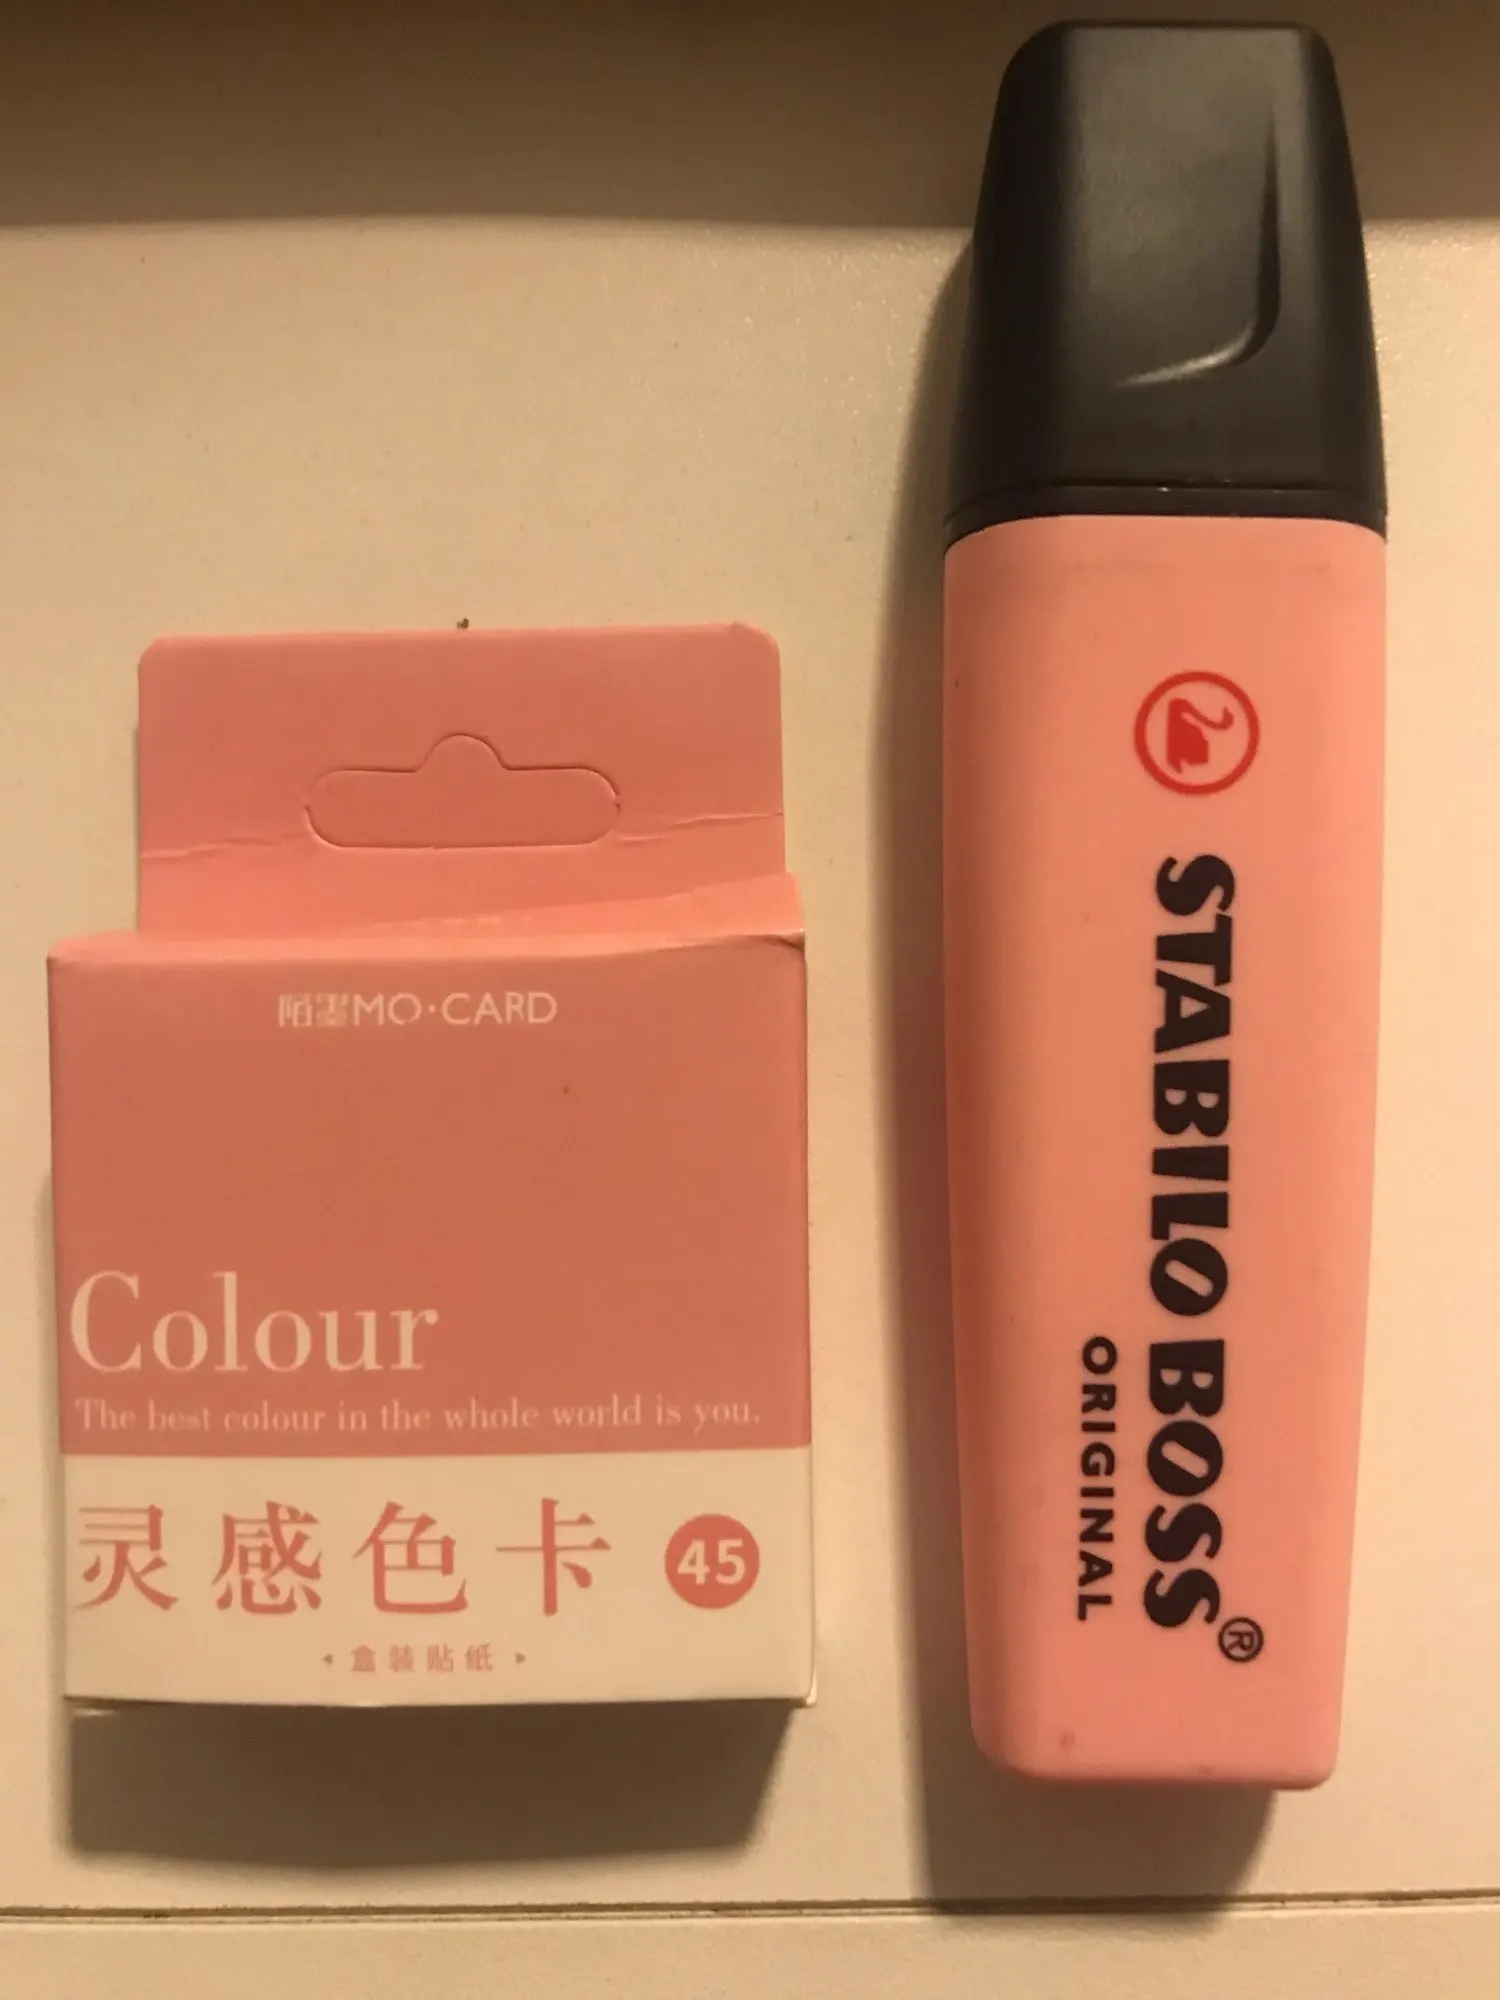 陌墨MO·CARD
Colour
The best colour in the whole world is you.
灵感色卡 45
盒装贴紙
STABILO BOSS®
ORIGINAL